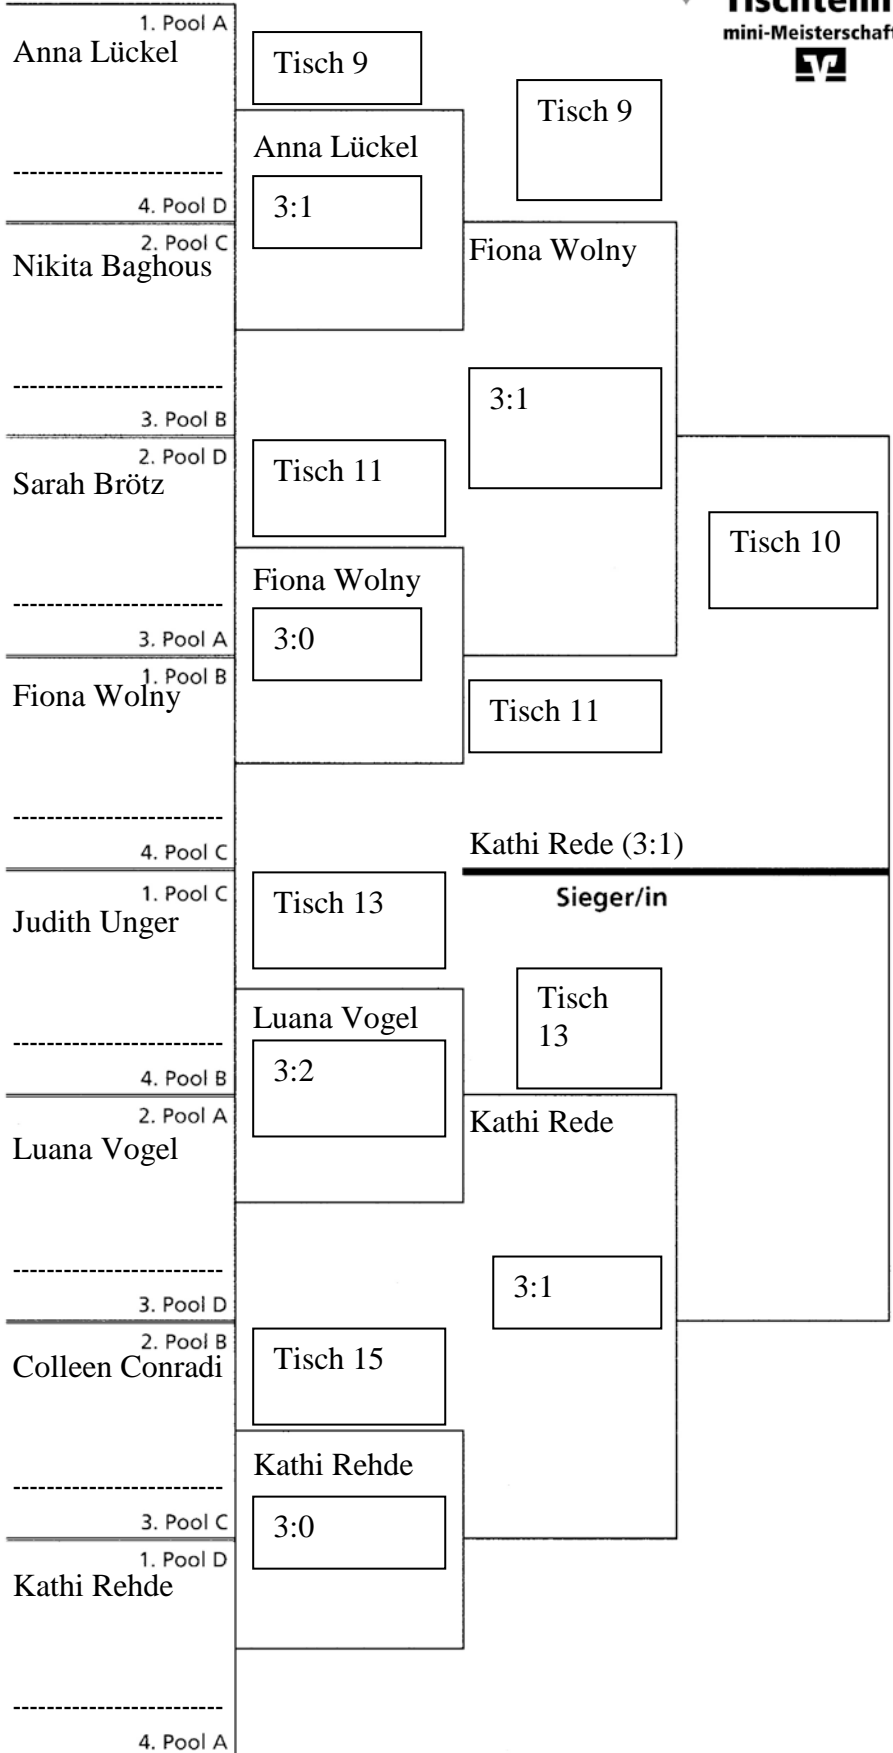 Tischtenni
mini-Meisterschaf
1. Pool A
Anna Lückel
Tisch 9
Tisch 9
Anna Lückel
3:1
4. Pool D
2. Pool C
Nikita Baghous
Fiona Wolny
3:1
3. Pool B
2. Pool D
Sarah Brötz
Tisch 11
Tisch 10
Fiona Wolny
3:0
3. Pool A
1. Pool B
Fiona Wolny
Tisch 11
4. Pool C
Kathi Rede (3:1)
Sieger/in
1. Pool C
Judith Unger
Tisch 13
Tisch
13
Luana Vogel
3:2
4. Pool B
2. Pool A
Luana Vogel
Kathi Rede
3:1
3. Pool D
2. Pool B
Colleen Conradi
Tisch 15
Kathi Rehde
3:0
3. Pool C
1. Pool D
Kathi Rehde
4. Pool A